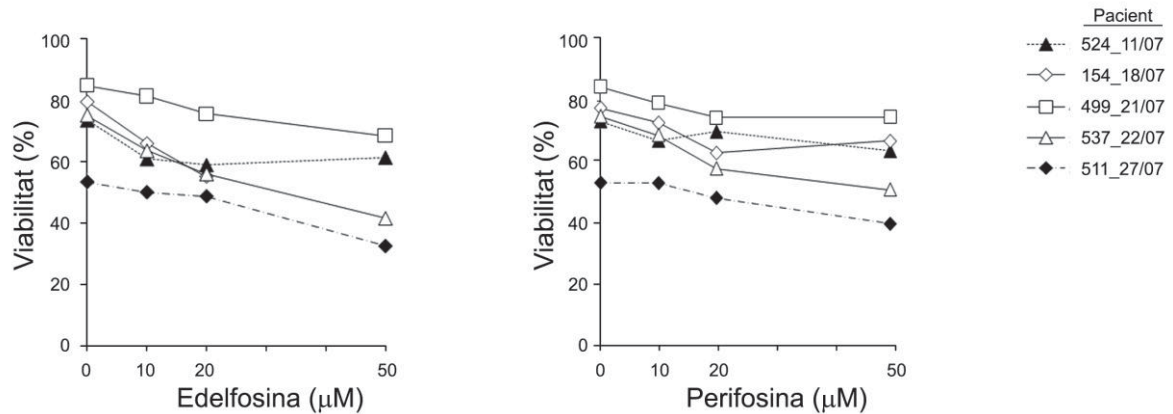 Viabilitat (%)
100
80
60
40
20
0
0 10 20 50
Edelfosina (μM)
Viabilitat (%)
100
80
60
40
20
0
0 10 20 50
Perifosina (μM)
Pacient
524_11/07
154_18/07
499_21/07
537_22/07
511_27/07